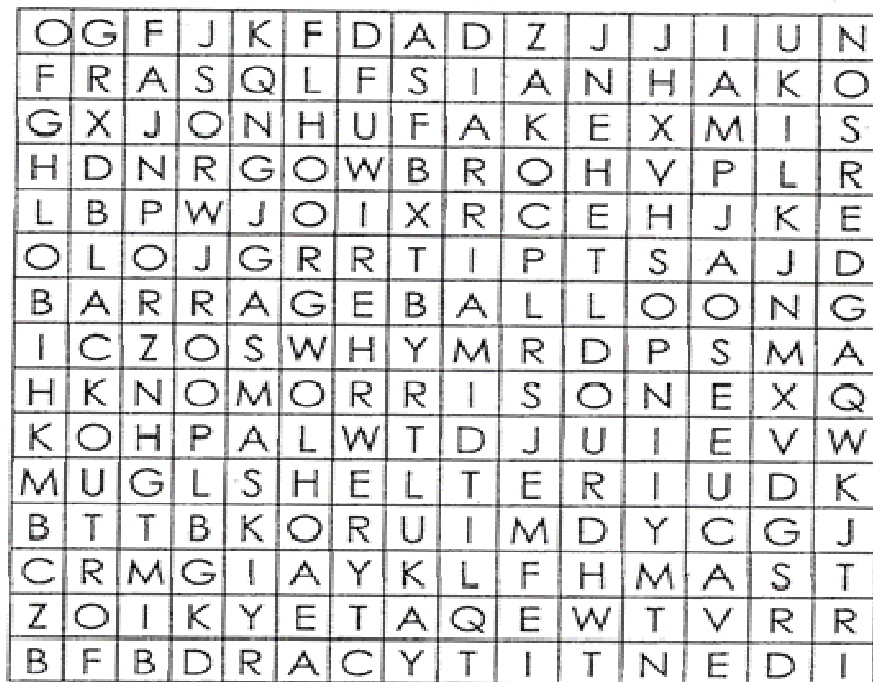 O G F J K F D A D Z J J I U N
F R A S Q L F S I A N H A K O
G X J O N H U F A K E X M I S
H D N R G O W B R O H V P L R
L B P W J O I X R C E H J K E
O L O J G R R T I P T S A J D
B A R R A G E B A L L O O N G
I C Z O S W H Y M R D P S M A
H K N O M O R R I S O N E X Q
K O H P A L W T D J U I E V W
M U G L S H E L T E R I U D K
B T T B K O R U I M D Y C G J
C R M G I A Y K L F H M A S T
Z O I K Y E T A Q E W T V R R
B F B D R A C Y T I T N E D I